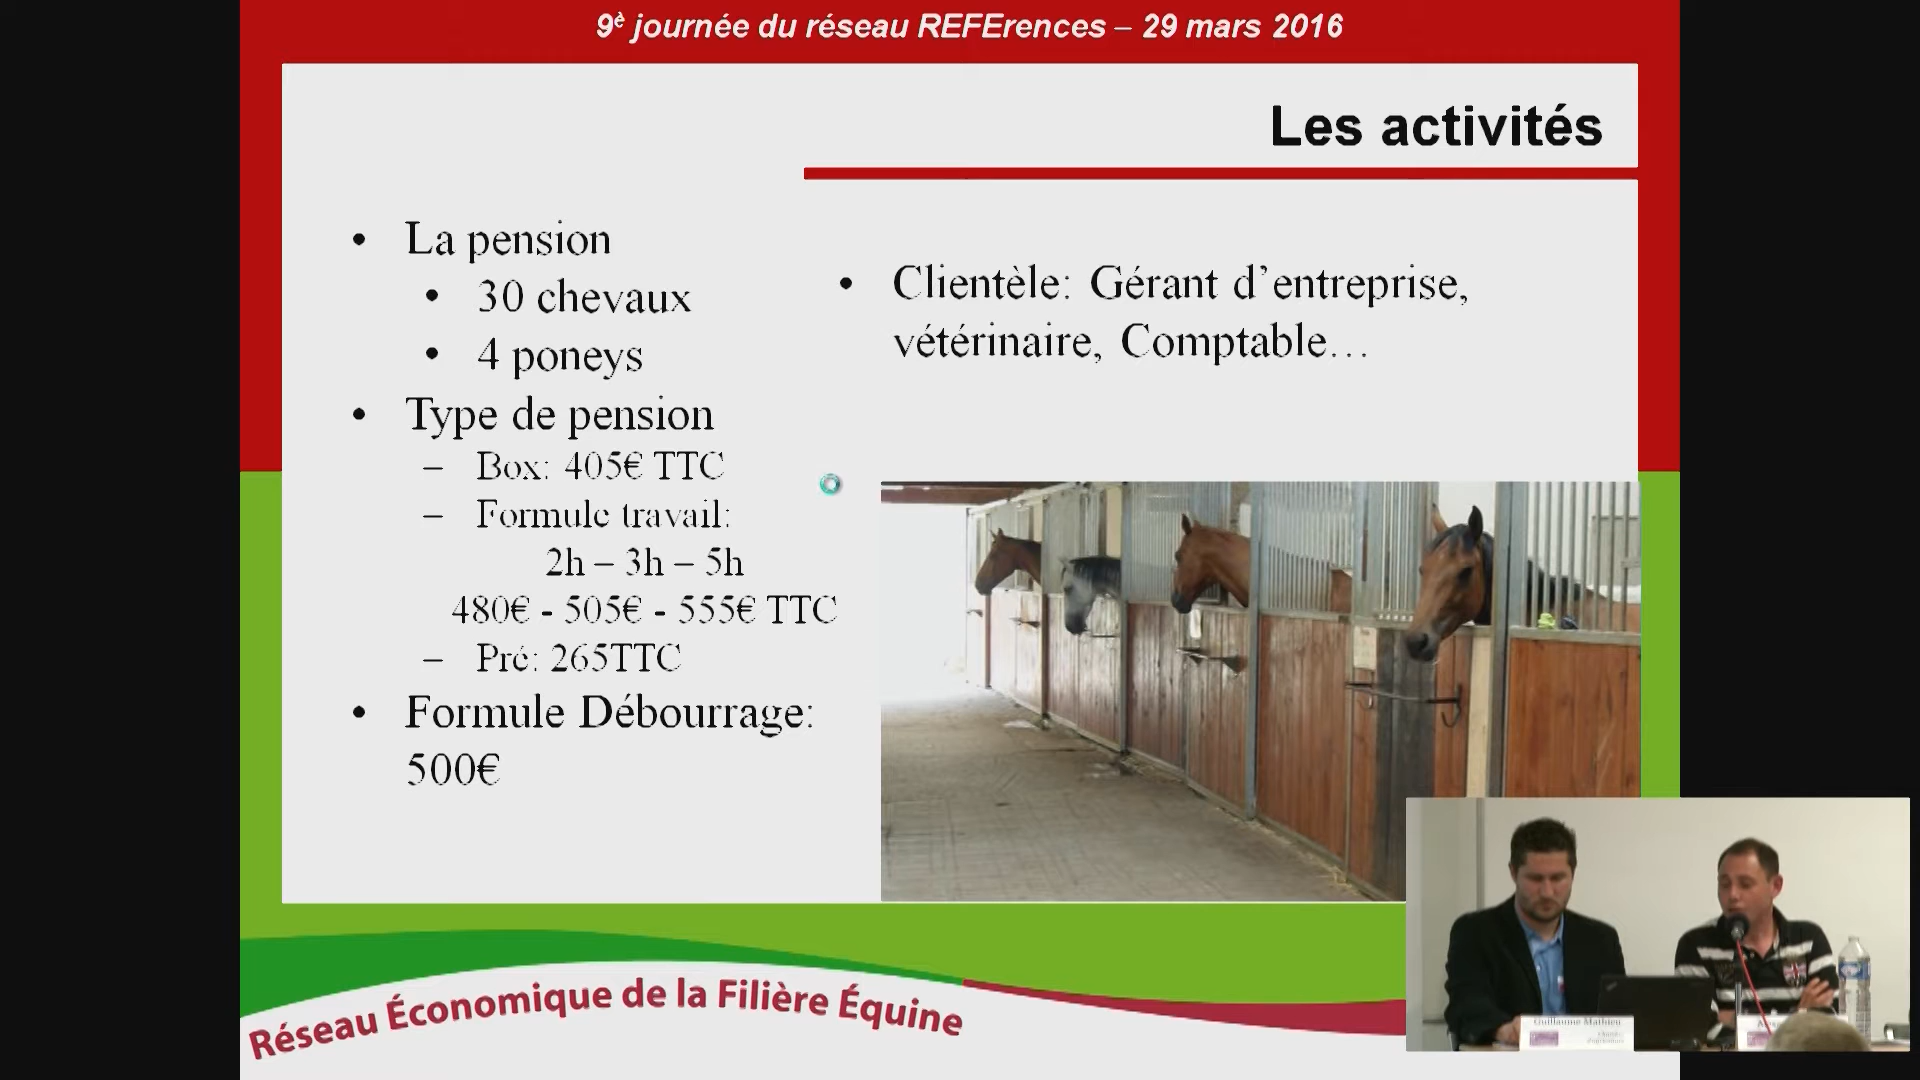 9è journée du réseau REFErences – 29 mars 2016
Les activités
• La pension
• 30 chevaux
• 4 poneys
• Type de pension
– Box: 405€ TTC
– Formule travail:
2h – 3h – 5h
480€ - 505€ - 555€ TTC
– Pré: 265TTC
• Formule Débourrage:
500€
• Clientèle: Gérant d’entreprise,
vétérinaire, Comptable…
Réseau Économique de la Filière Équine
Guillaume Mathieu